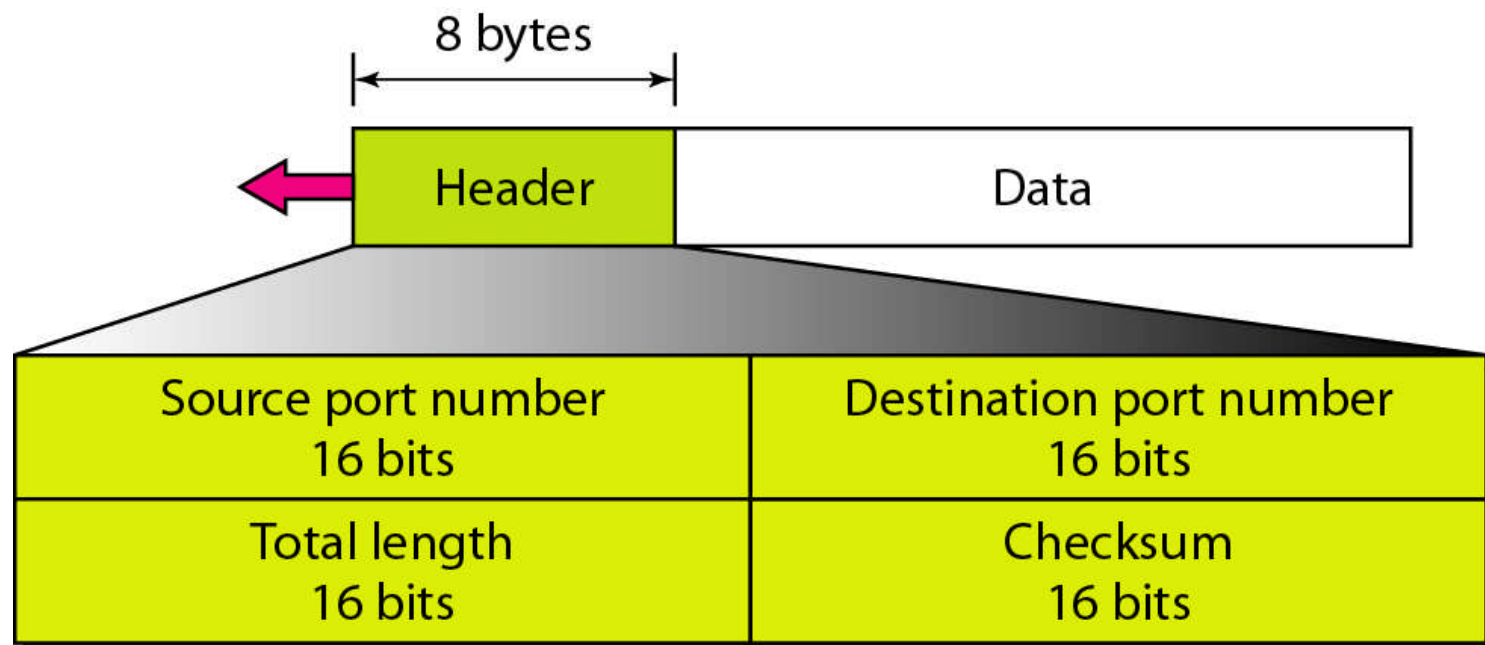 8 bytes
Header
Data
Source port number
16 bits
Destination port number
16 bits
Total length
16 bits
Checksum
16 bits